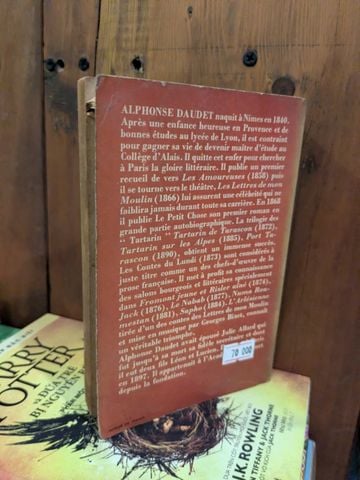 ALPHONSE DAUDET naquit à Nîmes en 1840.
Après une enfance heureuse en Provence et de
bonnes études au lycée de Lyon, il est contraint
pour gagner sa vie de devenir maître d'étude au
Collège d'Alais. Il quitte cet enfer pour chercher
à Paris la gloire littéraire. Il publie un premier
recueil de vers Les Amoureuses (1858) puis
il se tourne vers le théâtre, Les Lettres de mon
Moulin (1866) lui assurent une célébrité qui ne
faiblira jamais durant toute sa carrière. En 1868
il publie Le Petit Chose son premier roman en
grande partie autobiographique. La trilogie des
"Tartarin" Tartarin de Tarascon (1872),
Tartarin sur les Alpes (1885), Port Ta-
rascon (1890), obtient un immense succès.
Les Contes du Lundi (1873) sont considérés à
juste titre comme un des chefs-d'œuvre de la
prose française. Il met à profit sa connaissance
des salons bourgeois et littéraires spécialement
dans Fromont jeune et Risler aîné (1874),
Jack (1876), Le Nabab (1877), Numa Rou-
mestan (1881), Sapho (1884). L'Arlésienne
tirée d'un des contes des Lettres de mon Moulin
et mise en musique par Georges Bizet, connaît
un véritable triomphe.
Alphonse Daudet avait épousé Julie Allard qui
fut jusqu'à sa mort sa fidèle secrétaire et dont
il eut deux fils Léon et Lucien. Il
en 1897. Il appartenait à l'Acad
depuis la fondation.
70 000
RRY
OTTER
ĐỨA
BỊ NGUYỀN
J.K. ROWLING
TIFFANY & JACK THORNE
JACK THORNE